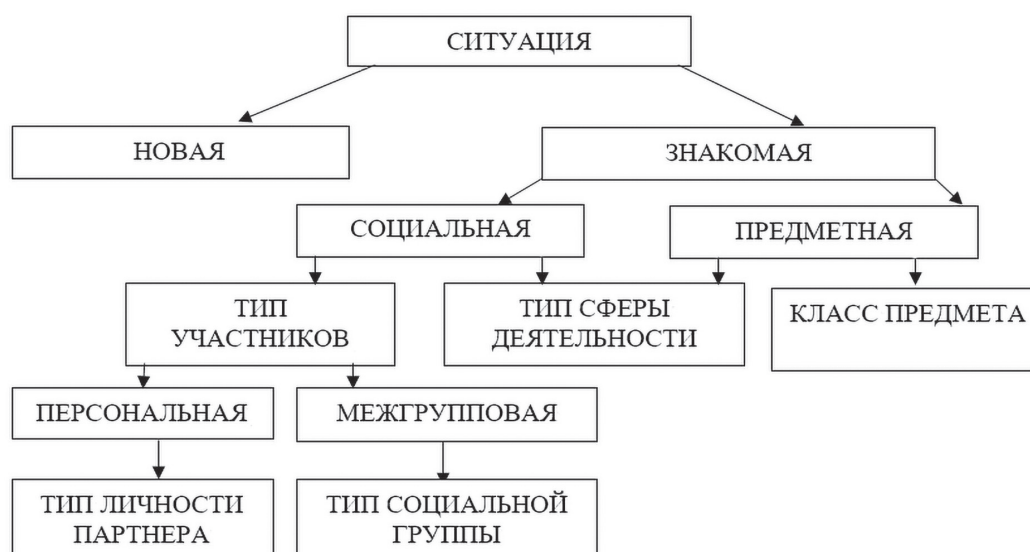 СИТУАЦИЯ
НОВАЯ
ЗНАКОМАЯ
СОЦИАЛЬНАЯ
ПРЕДМЕТНАЯ
ТИП
УЧАСТНИКОВ
ТИП СФЕРЫ
ДЕЯТЕЛЬНОСТИ
КЛАСС ПРЕДМЕТА
ПЕРСОНАЛЬНАЯ
МЕЖГРУППОВАЯ
ТИП ЛИЧНОСТИ
ПАРТНЕРА
ТИП СОЦИАЛЬНОЙ
ГРУППЫ